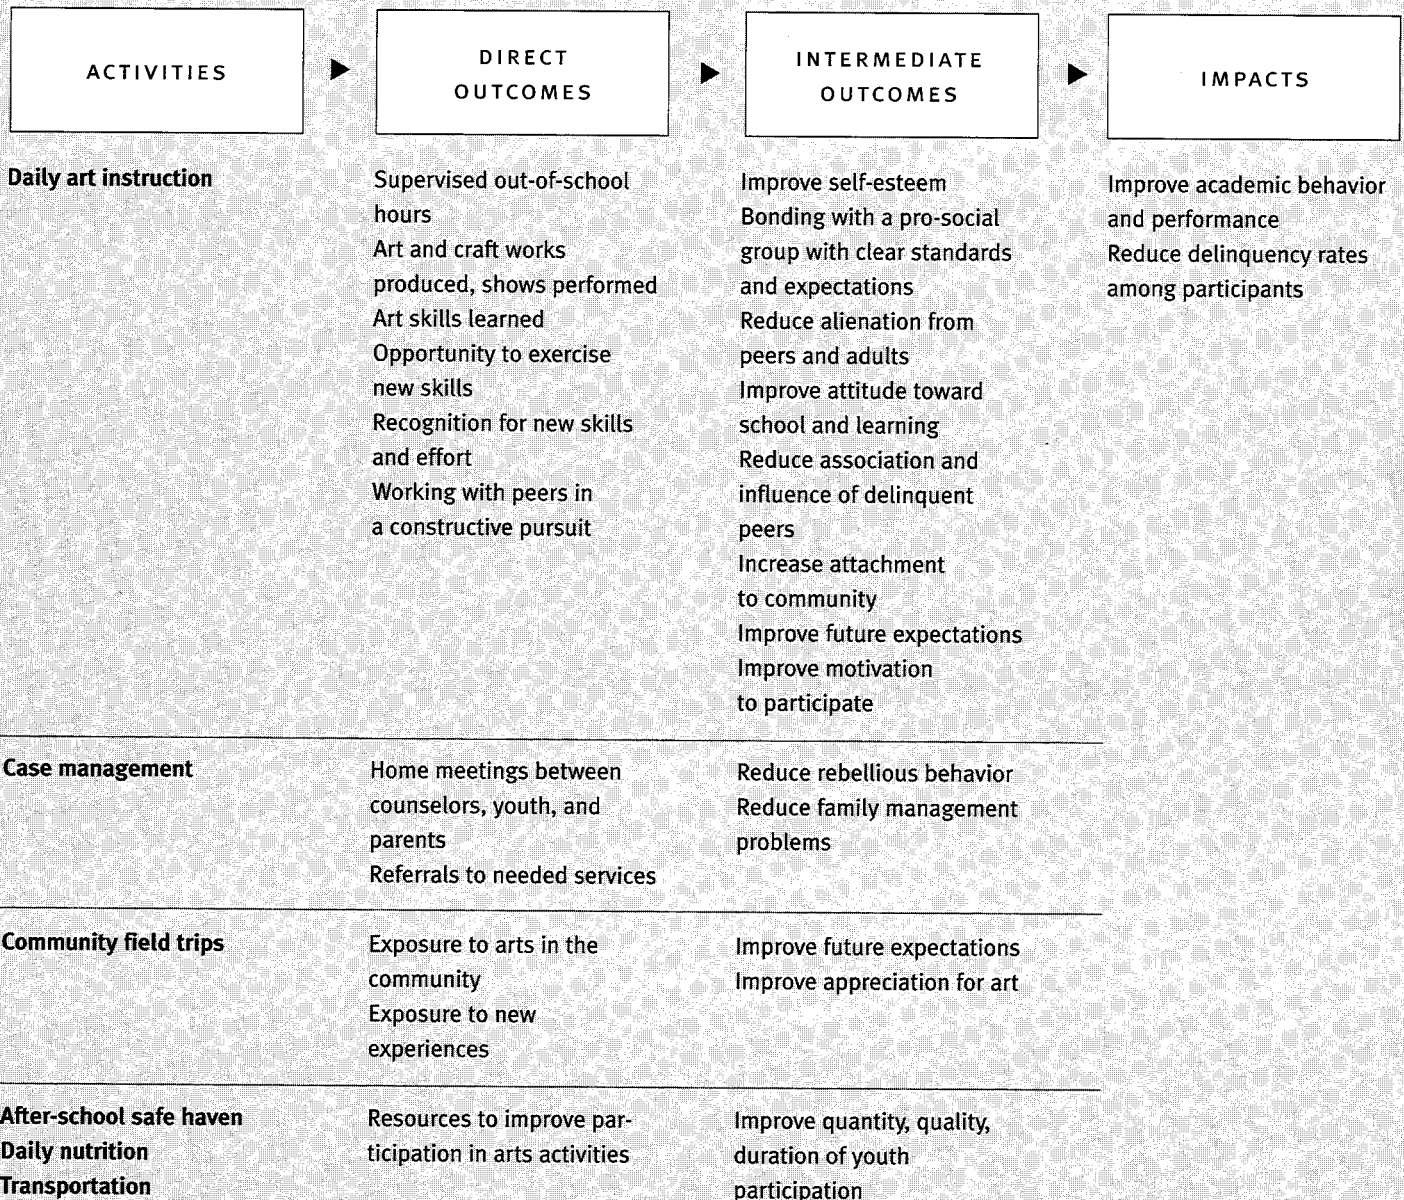 ACTIVITIES
DIRECT
OUTCOMES
INTERMEDIATE
OUTCOMES
IMPACTS
Daily art instruction
Supervised out-of-school
hours
Art and craft works
produced, shows performed
Art skills learned
Opportunity to exercise
new skills
Recognition for new skills
and effort
Working with peers in
a constructive pursuit
Improve self-esteem
Bonding with a pro-social
group with clear standards
and expectations
Reduce alienation from
peers and adults
Improve attitude toward
school and learning
Reduce association and
influence of delinquent
peers
Increase attachment
to community
Improve future expectations
Improve motivation
to participate
Improve academic behavior
and performance
Reduce delinquency rates
among participants
Case management
Home meetings between
counselors, youth, and
parents
Referrals to needed services
Reduce rebellious behavior
Reduce family management
problems
Community field trips
Exposure to arts in the
community
Exposure to new
experiences
Improve future expectations
Improve appreciation for art
After-school safe haven
Daily nutrition
Transportation
Resources to improve par-
ticipation in arts activities
Improve quantity, quality,
duration of youth
participation